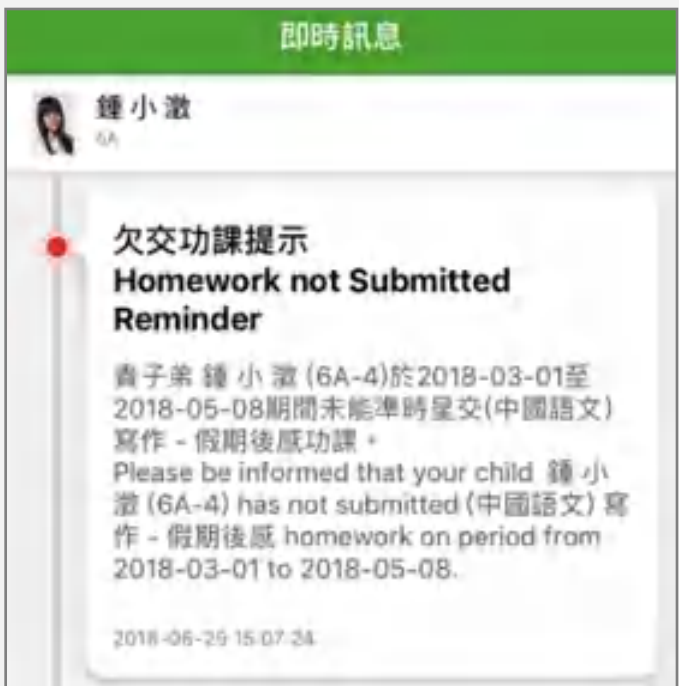 即時訊息
鍾小澂
6A
欠交功課提示
Homework not Submitted
Reminder
貴子弟 鍾 小 澂 (6A-4)於2018-03-01至
2018-05-08期間未能準時呈交(中國語文)
寫作 - 假期後感功課。
Please be informed that your child 鍾 小
澂 (6A-4) has not submitted (中國語文) 寫
作 - 假期後感 homework on period from
2018-03-01 to 2018-05-08.
2018-06-29 15:07:24